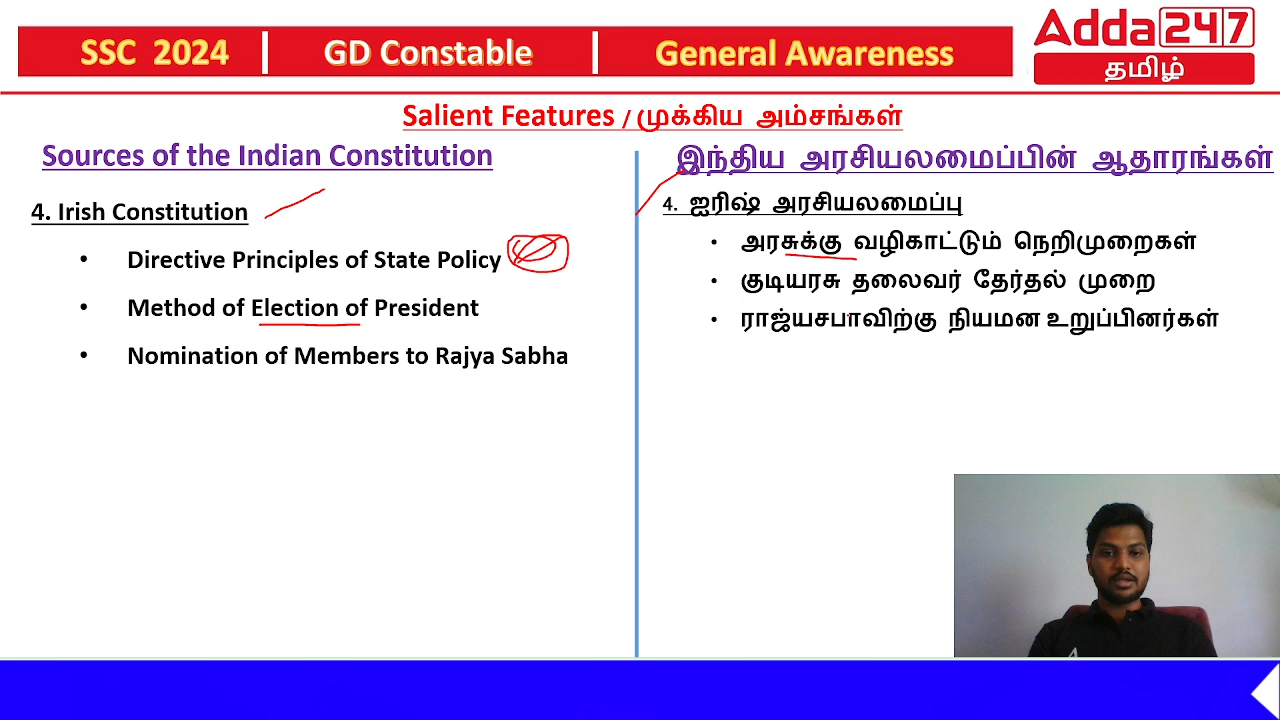 SSC 2024 GD Constable General Awareness
Adda247
தமிழ்
Salient Features / முக்கிய அம்சங்கள்
Sources of the Indian Constitution
4. Irish Constitution
• Directive Principles of State Policy
• Method of Election of President
• Nomination of Members to Rajya Sabha
இந்திய அரசியலமைப்பின் ஆதாரங்கள்
4. ஐரிஷ் அரசியலமைப்பு
• அரசுக்கு வழிகாட்டும் நெறிமுறைகள்
• குடியரசு தலைவர் தேர்தல் முறை
• ராஜ்யசபாவிற்கு நியமன உறுப்பினர்கள்